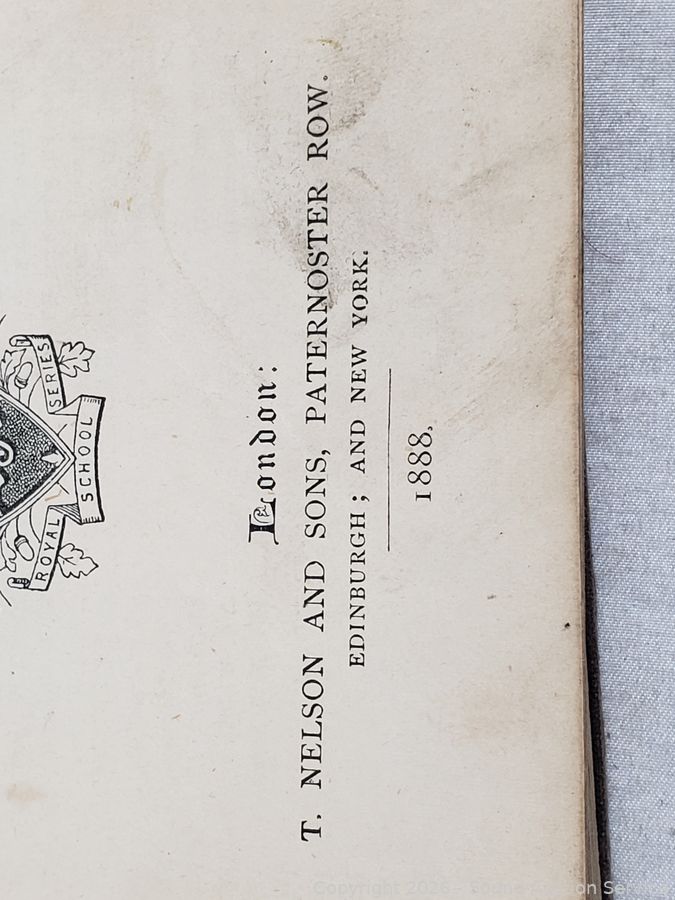 ROYAL SCHOOL SERIES
London:
T. NELSON AND SONS, PATERNOSTER ROW.
EDINBURGH; AND NEW YORK.
1888.